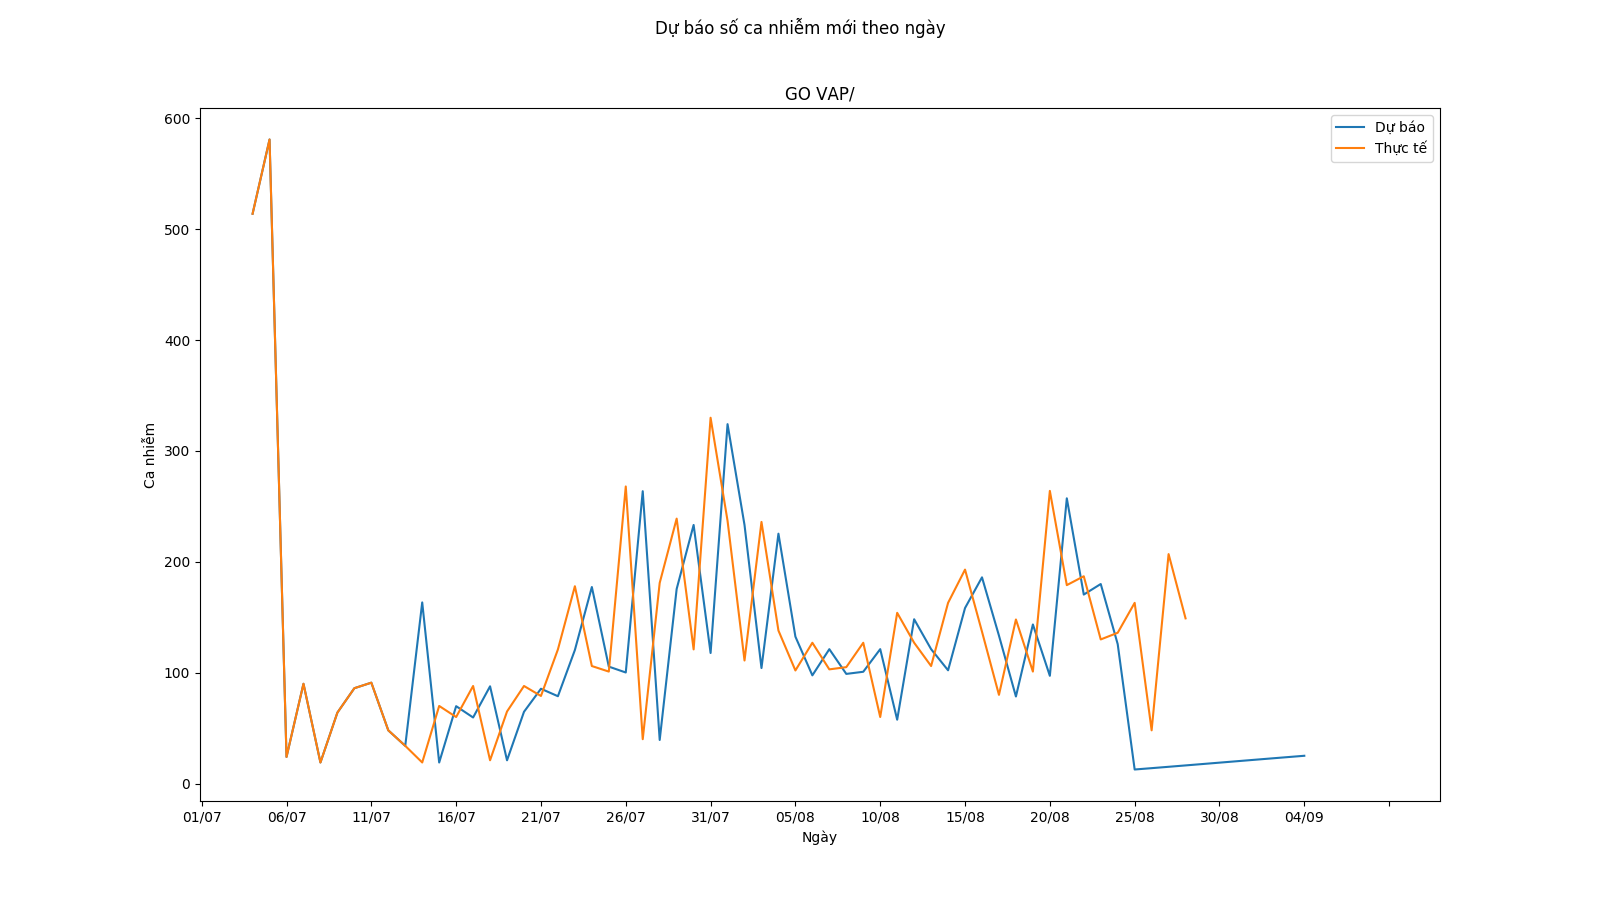 Dự báo số ca nhiễm mới theo ngày
GO VAP/
Dự báo
Thực tế
600
500
400
300
200
100
0
Ca nhiễm
01/07 06/07 11/07 16/07 21/07 26/07 31/07 05/08 10/08 15/08 20/08 25/08 30/08 04/09
Ngày